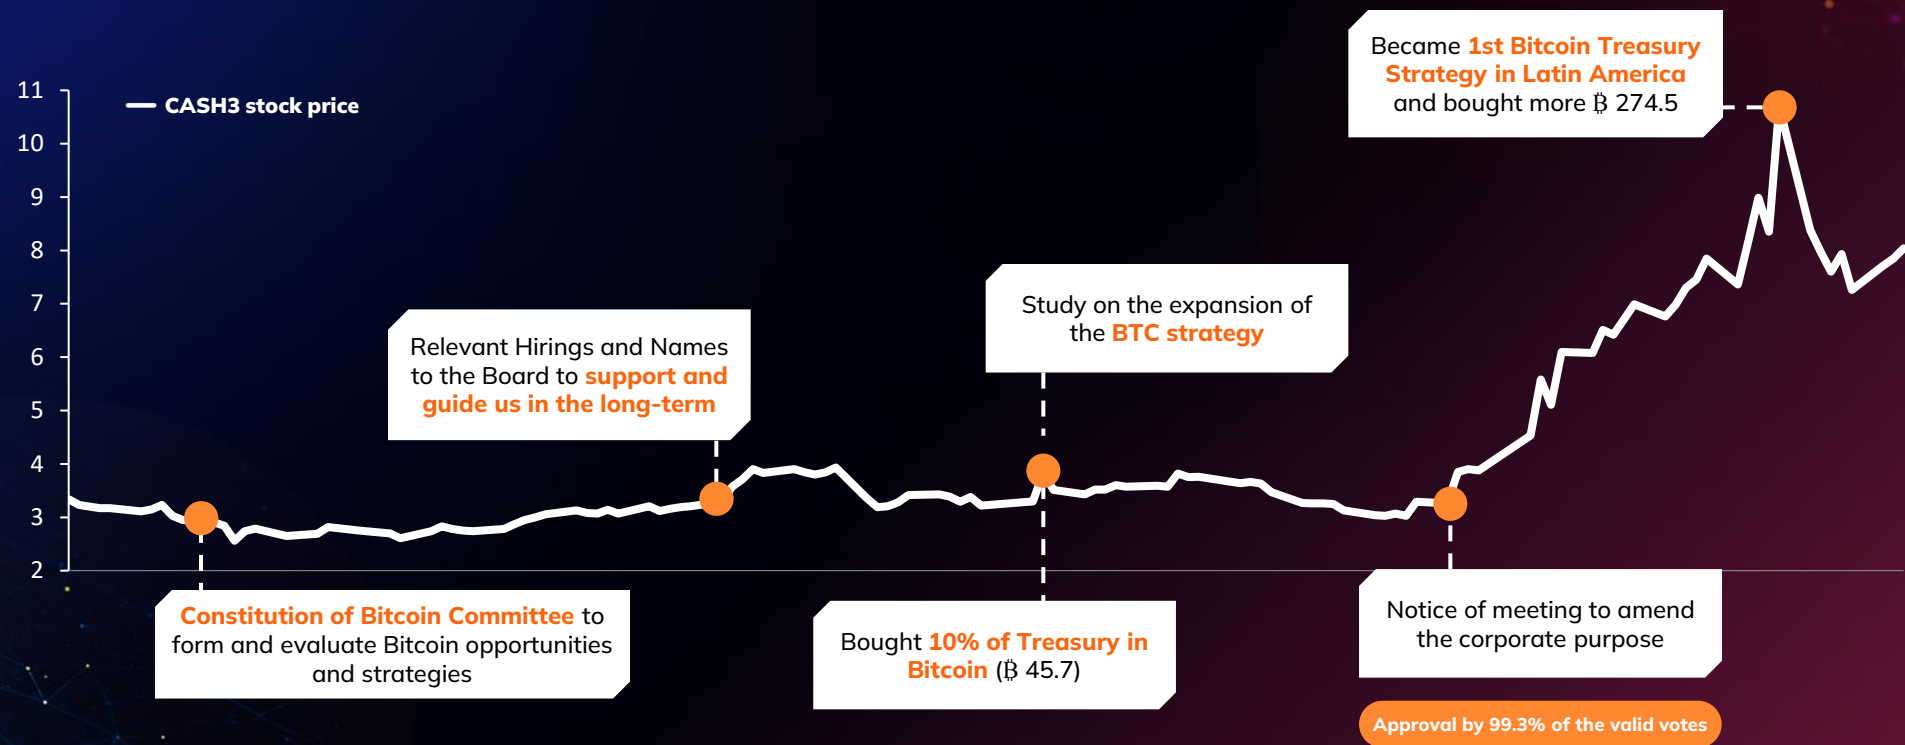 Became 1st Bitcoin Treasury
Strategy in Latin America
and bought more ₿ 274.5
11
10
9
8
7
6
5
4
3
2
CASH3 stock price
Study on the expansion of
the BTC strategy
Relevant Hirings and Names
to the Board to support and
guide us in the long-term
Constitution of Bitcoin Committee to
form and evaluate Bitcoin opportunities
and strategies
Bought 10% of Treasury in
Bitcoin (₿ 45.7)
Notice of meeting to amend
the corporate purpose
Approval by 99.3% of the valid votes